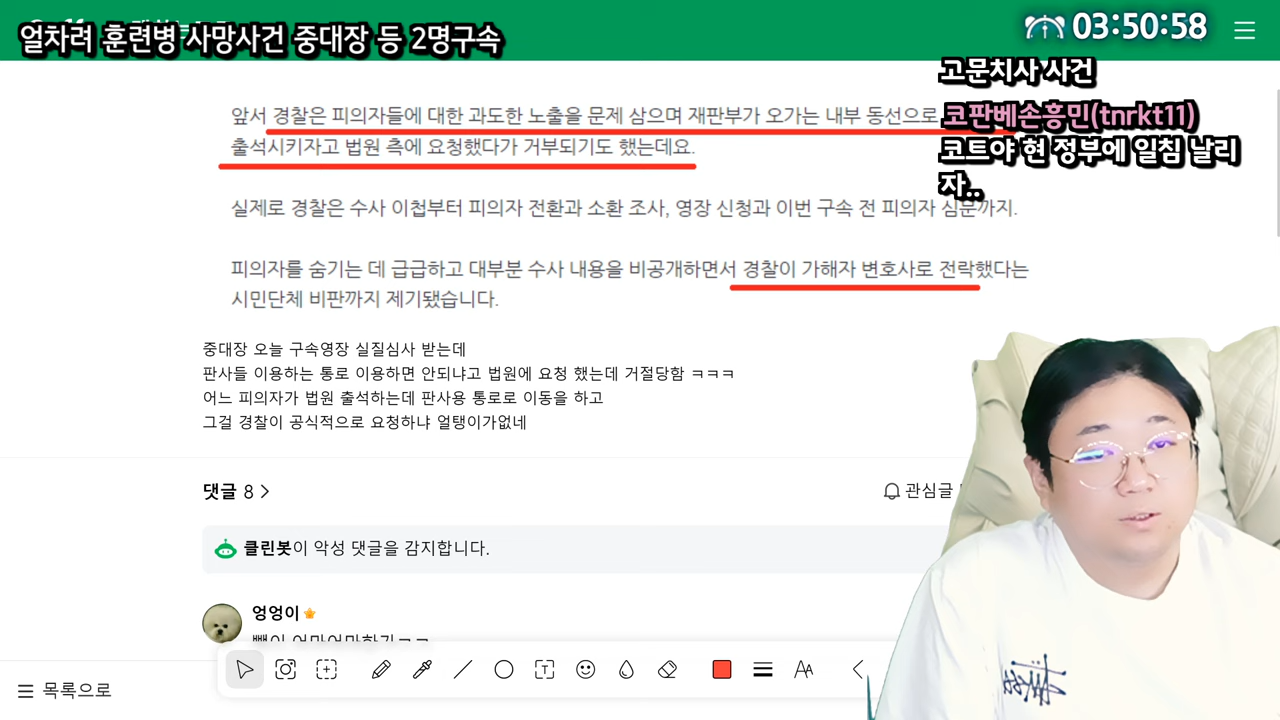 얼차려 훈련병 사망사건 중대장 등 2명구속
03:50:58
고문치사 사건
코판베손흥민(tnrkt11)
코트야 현 정부에 일침 날리
자..
앞서 경찰은 피의자들에 대한 과도한 노출을 문제 삼으며 재판부가 오가는 내부 동선으로
출석시키자고 법원 측에 요청했다가 거부되기도 했는데요.
실제로 경찰은 수사 이첩부터 피의자 전환과 소환 조사, 영장 신청과 이번 구속 전 피의자 심문까지.
피의자를 숨기는 데 급급하고 대부분 수사 내용을 비공개하면서 경찰이 가해자 변호사로 전락했다는
시민단체 비판까지 제기됐습니다.
중대장 오늘 구속영장 실질심사 받는데
판사들 이용하는 통로 이용하면 안되냐고 법원에 요청 했는데 거절당함 ㅋㅋㅋ
어느 피의자가 법원 출석하는데 판사용 통로로 이동을 하고
그걸 경찰이 공식적으로 요청하냐 얼탱이가없네
댓글 8
관심글
클린봇이 악성 댓글을 감지합니다.
엉엉이
목록으로